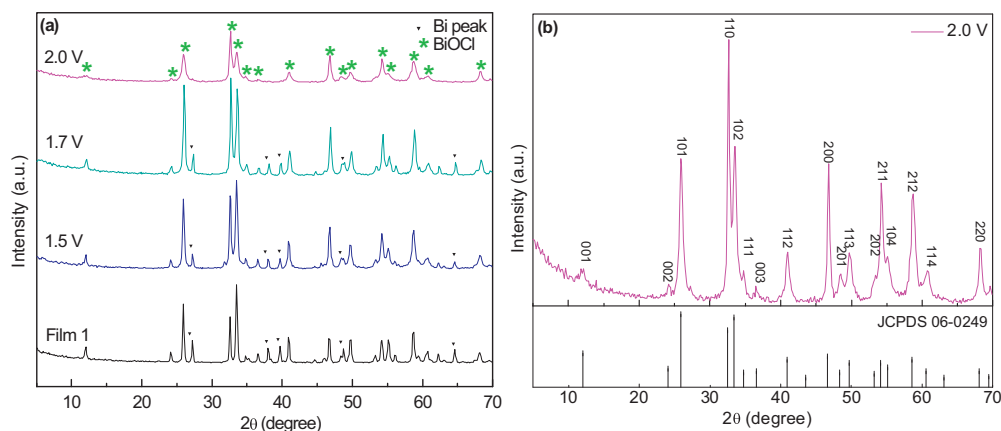 (a)
▼ Bi peak
* BiOCl
2.0 V
1.7 V
1.5 V
Film 1
Intensity (a.u.)
10 20 30 40 50 60 70
2θ (degree)
(b)
2.0 V
001
002
101
110
102
111
003
112
200
201
113
202
211
104
212
114
220
Intensity (a.u.)
JCPDS 06-0249
10 20 30 40 50 60 70
2θ (degree)